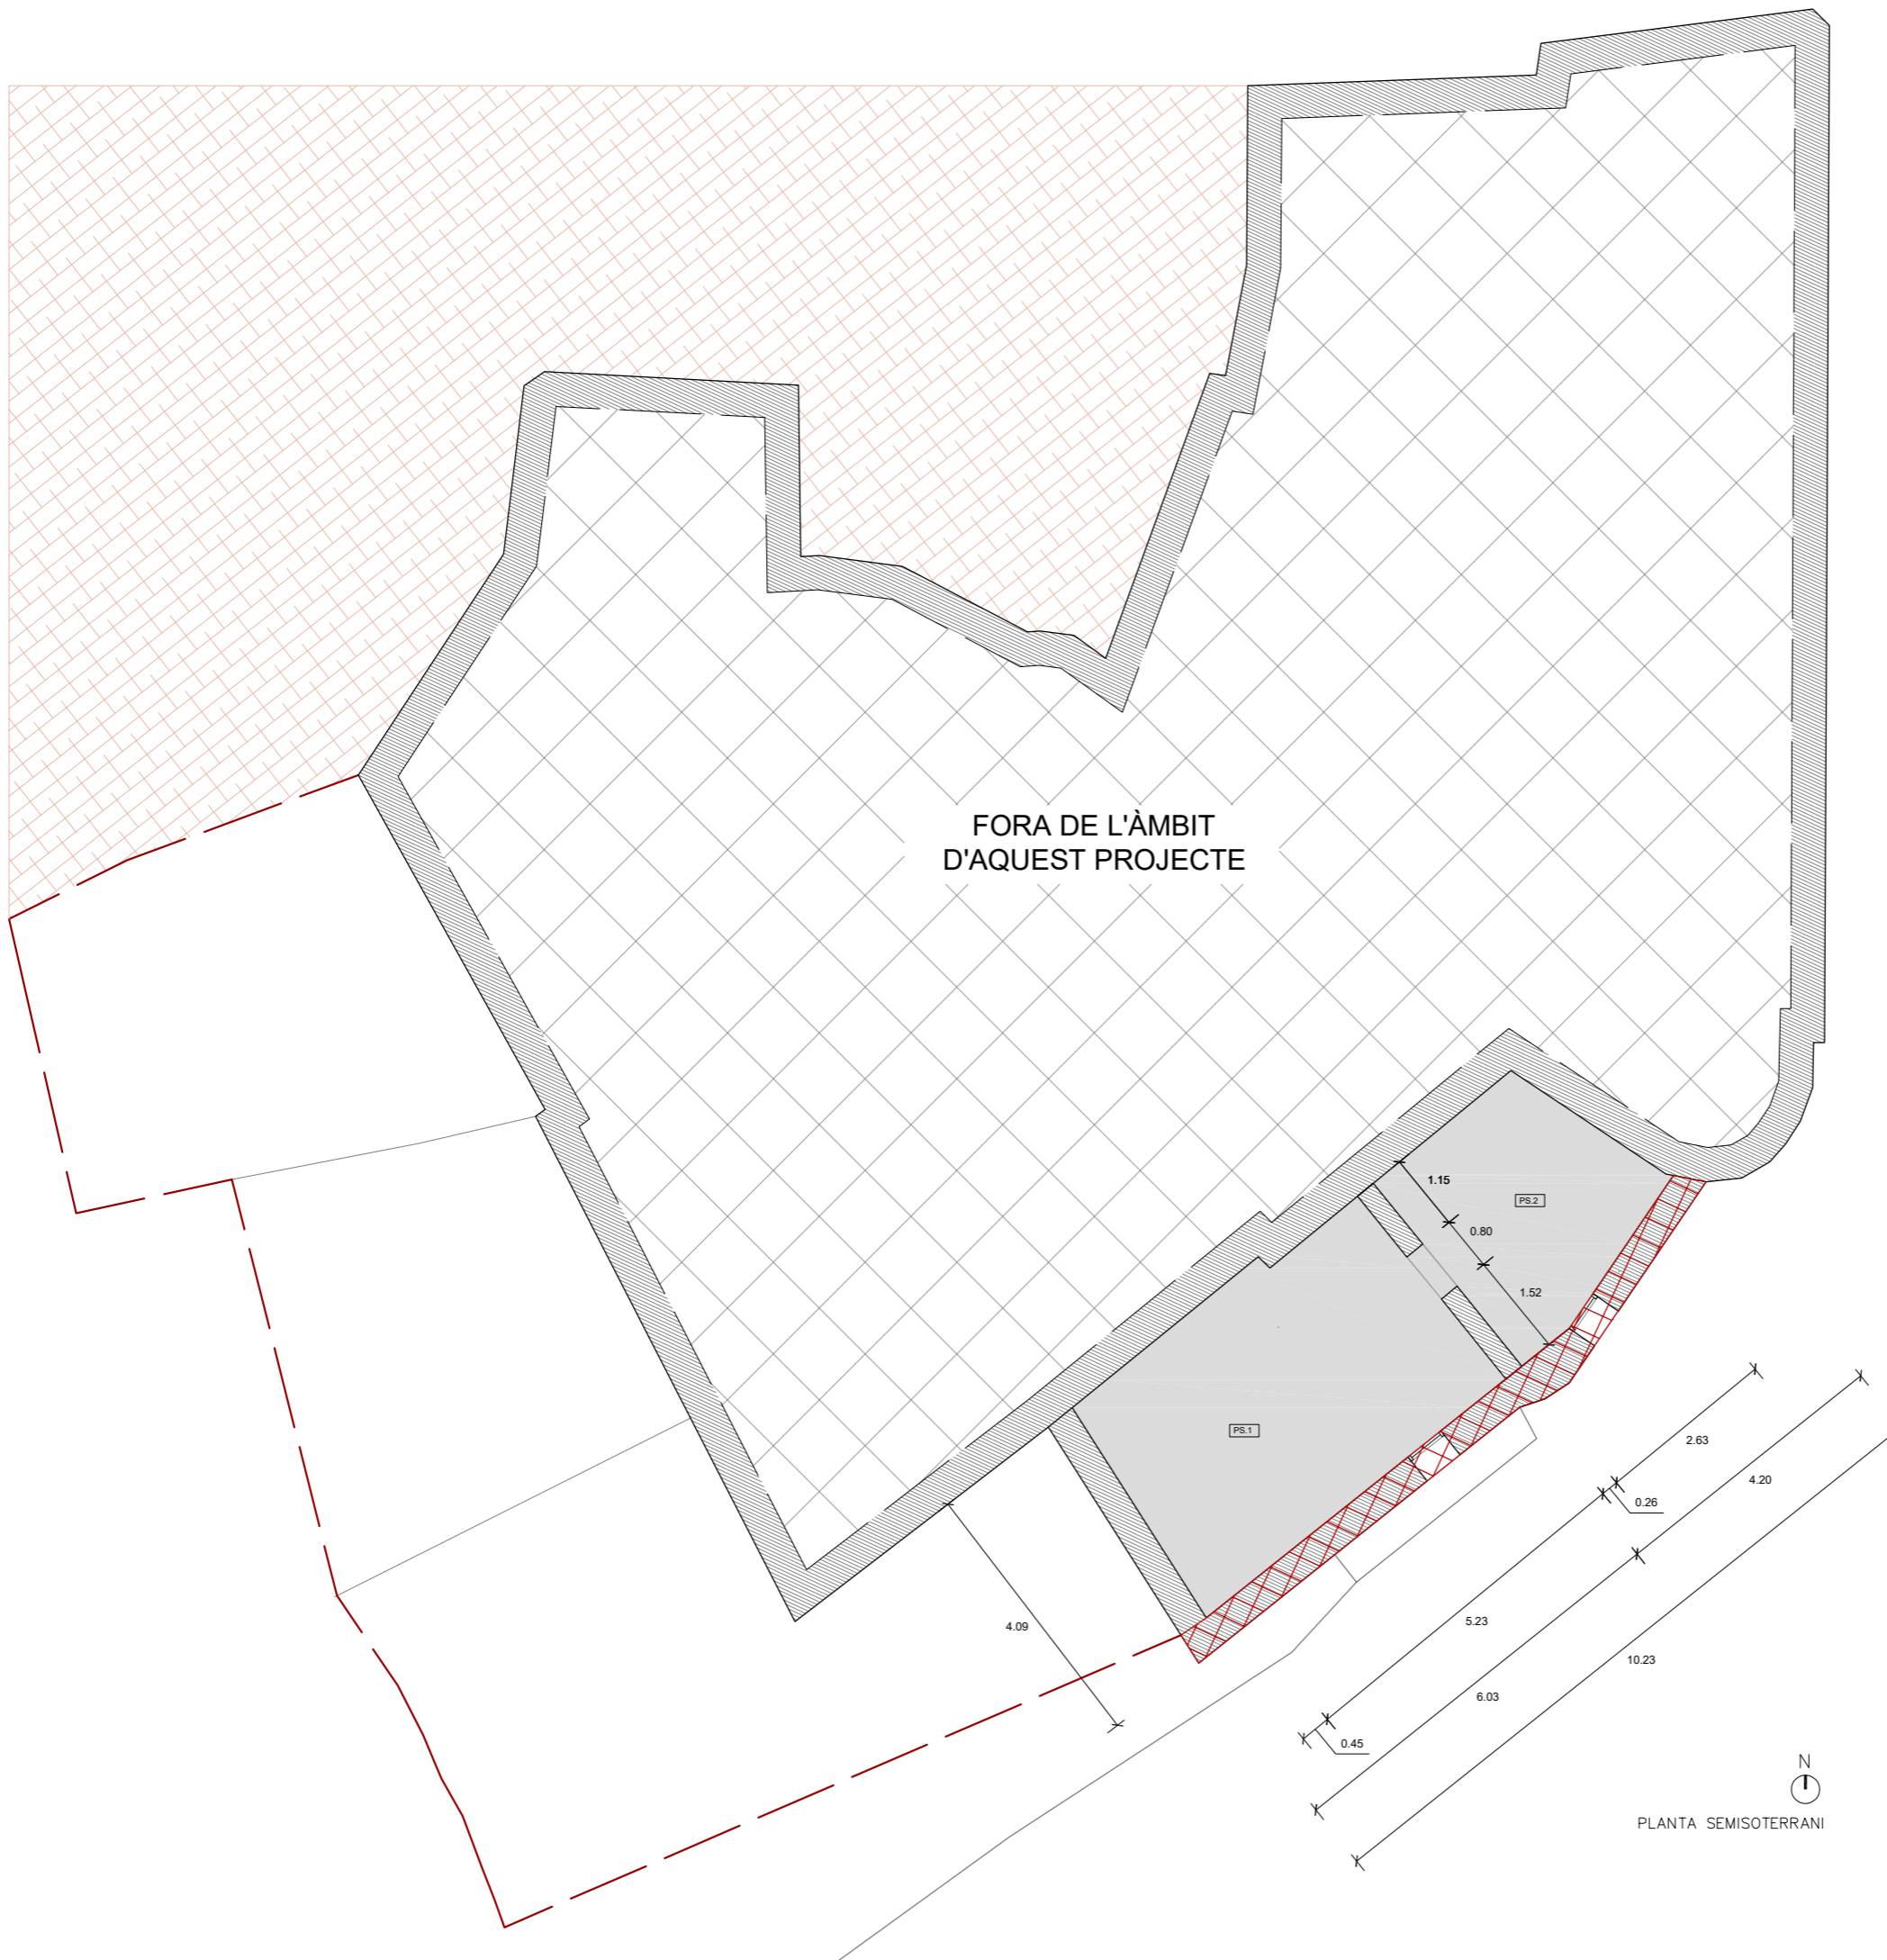 FORA DE L'ÀMBIT
D'AQUEST PROJECTE
1.15
PS.2
0.80
1.52
PS.1
2.63
4.20
0.26
5.23
4.09
10.23
6.03
0.45
N
PLANTA SEMISOTERRANI